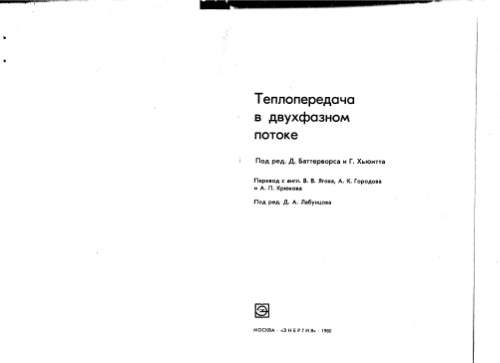 Теплопередача
в двухфазном
потоке
Под ред. Д. Баттерворса и Г. Хьюитта
Перевод с англ. В. В. Ягова, А. К. Городова
и А. П. Крюкова
Под ред. Д. А. Лабунцова
МОСКВА · «ЭНЕРГИЯ» · 1980